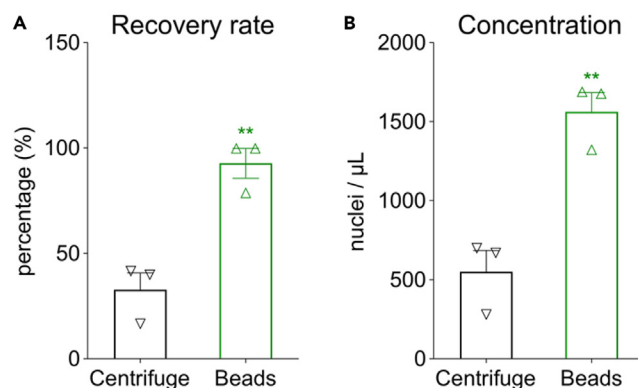 A Recovery rate
percentage (%)
150
100
50
0
**
Centrifuge Beads
B Concentration
nuclei / µL
2000
1500
1000
500
0
**
Centrifuge Beads